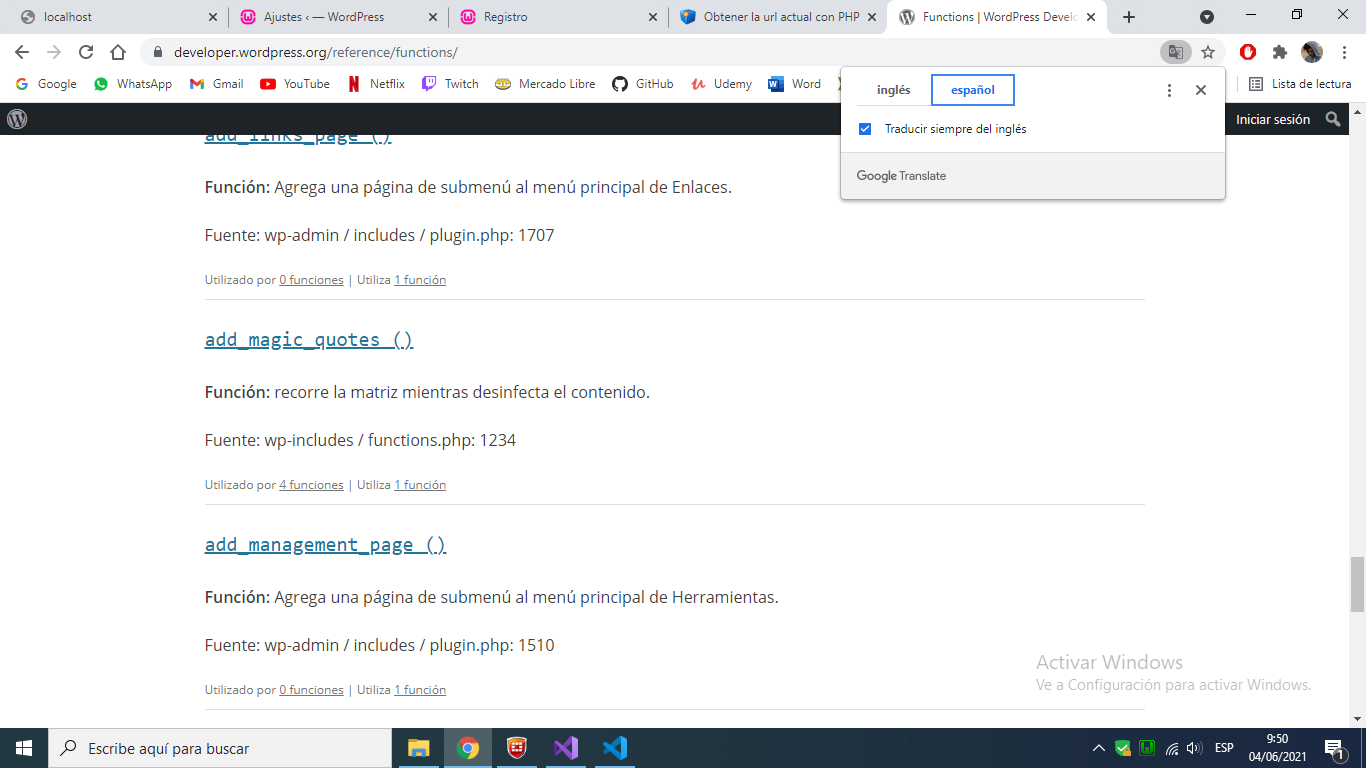 localhost
Ajustes ‹ — WordPress
Registro
Obtener la url actual con PHP
Functions | WordPress Develo
developer.wordpress.org/reference/functions/
Google
WhatsApp
Gmail
YouTube
Netflix
Twitch
Mercado Libre
GitHub
Udemy
Word
Lista de lectura
inglés
español
Traducir siempre del inglés
Google Translate
Iniciar sesión
add_links_page ()
Función: Agrega una página de submenú al menú principal de Enlaces.
Fuente: wp-admin / includes / plugin.php: 1707
Utilizado por 0 funciones | Utiliza 1 función
add_magic_quotes ()
Función: recorre la matriz mientras desinfecta el contenido.
Fuente: wp-includes / functions.php: 1234
Utilizado por 4 funciones | Utiliza 1 función
add_management_page ()
Función: Agrega una página de submenú al menú principal de Herramientas.
Fuente: wp-admin / includes / plugin.php: 1510
Utilizado por 0 funciones | Utiliza 1 función
Activar Windows
Ve a Configuración para activar Windows.
Escribe aquí para buscar
ESP
9:50
04/06/2021
1